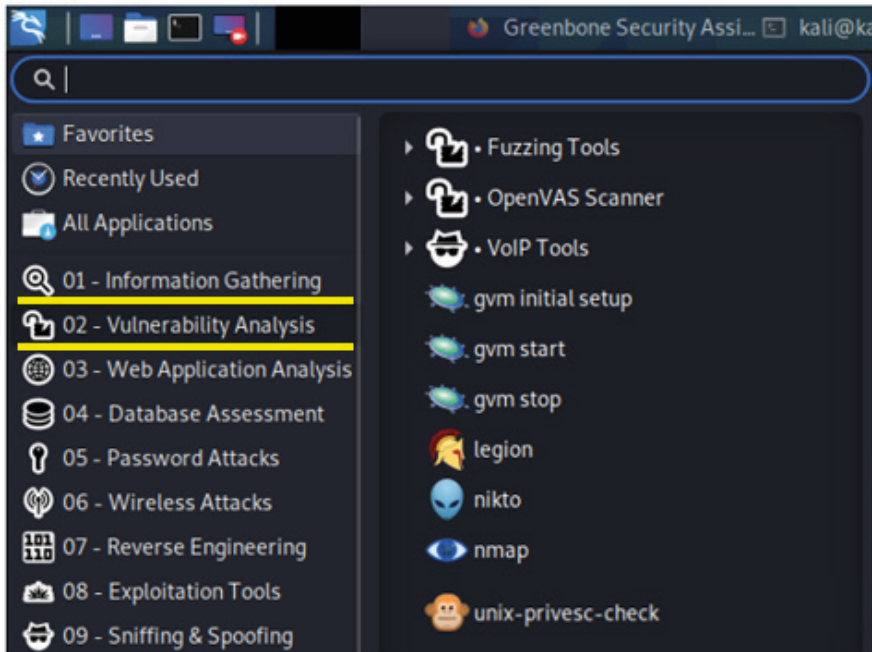 Greenbone Security Assi... kali@ka
Favorites
Recently Used
All Applications
01 - Information Gathering
02 - Vulnerability Analysis
03 - Web Application Analysis
04 - Database Assessment
05 - Password Attacks
06 - Wireless Attacks
07 - Reverse Engineering
08 - Exploitation Tools
09 - Sniffing & Spoofing
• Fuzzing Tools
• OpenVAS Scanner
• VoIP Tools
gvm initial setup
gvm start
gvm stop
legion
nikto
nmap
unix-privesc-check